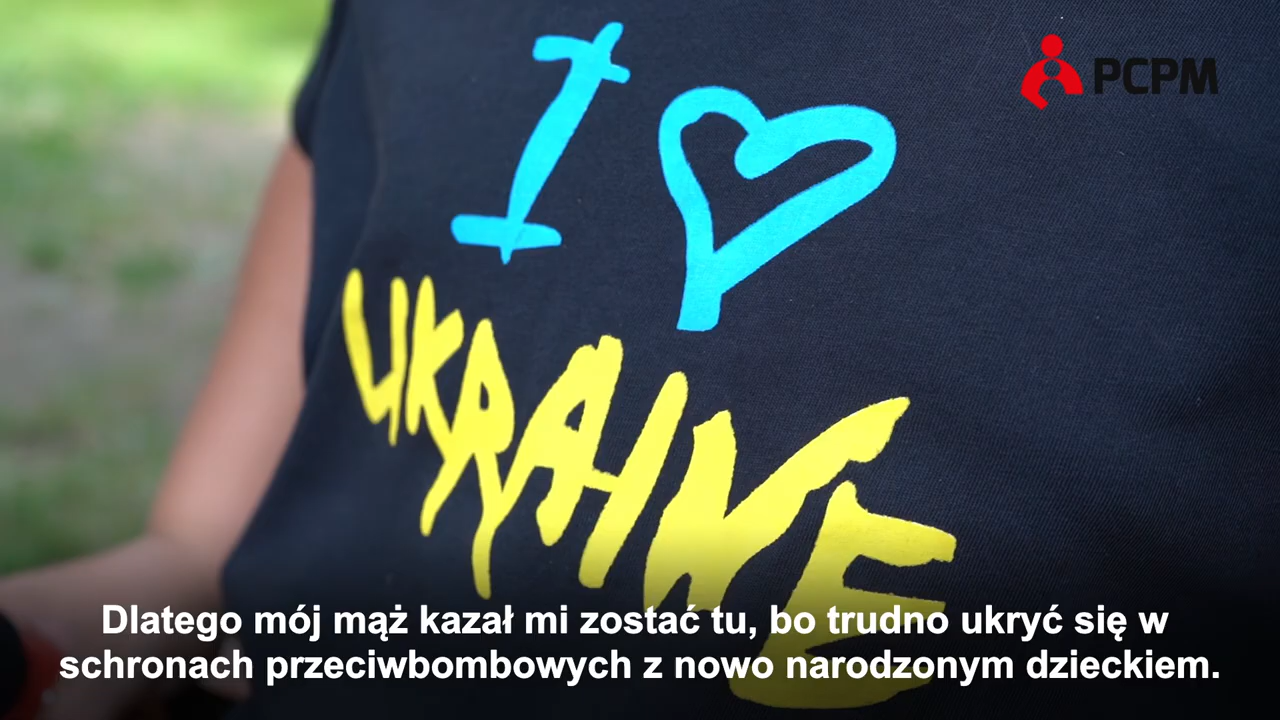 PCPM
I
UKRAINE
Dlatego mój mąż kazał mi zostać tu, bo trudno ukryć się w
schronach przeciwbombowych z nowo narodzonym dzieckiem.